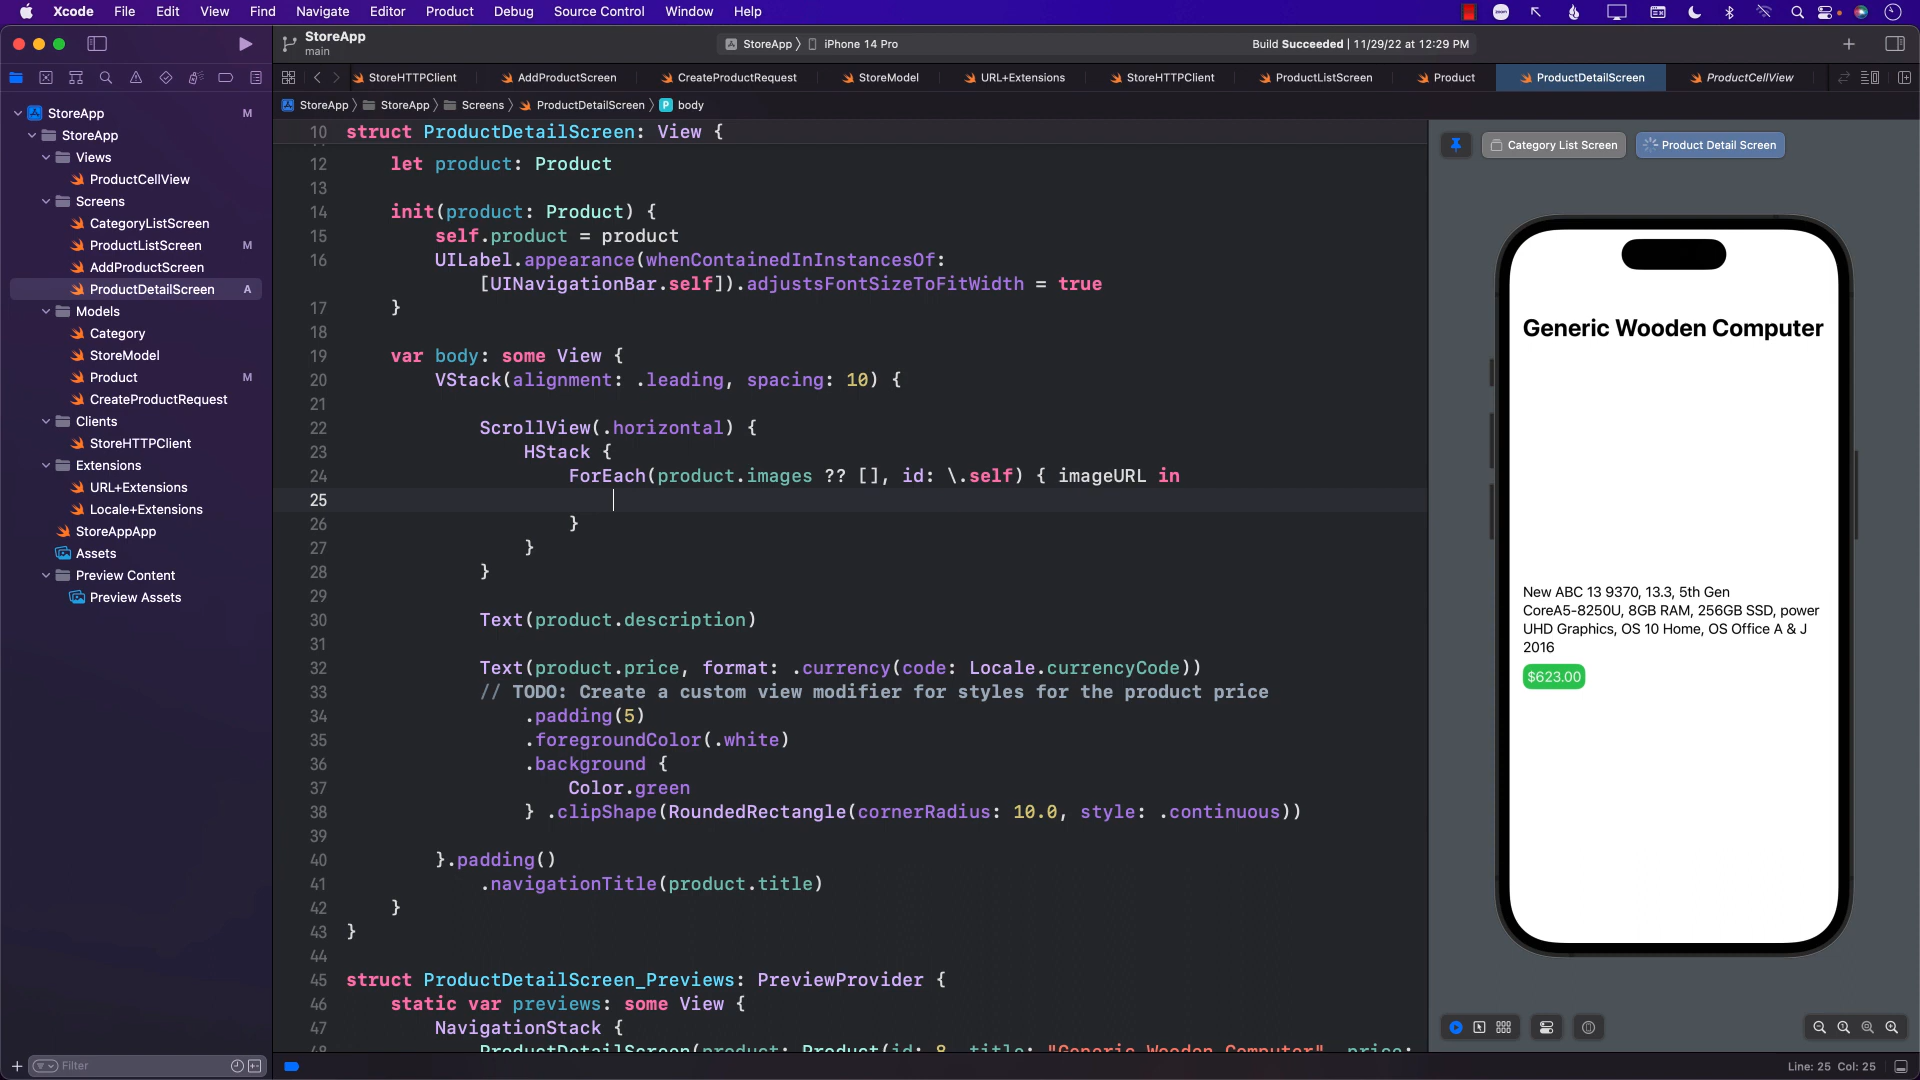 Xcode File Edit View Find Navigate Editor Product Debug Source Control Window Help
zoom
StoreApp
main
StoreApp 〉 iPhone 14 Pro
Build Succeeded | 11/29/22 at 12:29 PM
StoreHTTPClient AddProductScreen CreateProductRequest StoreModel URL+Extensions StoreHTTPClient ProductListScreen Product ProductDetailScreen ProductCellView
StoreApp 〉 StoreApp 〉 Screens 〉 ProductDetailScreen 〉 P body
StoreApp M
StoreApp
Views
ProductCellView
Screens
CategoryListScreen
ProductListScreen M
AddProductScreen
ProductDetailScreen A
Models
Category
StoreModel
Product M
CreateProductRequest
Clients
StoreHTTPClient
Extensions
URL+Extensions
Locale+Extensions
StoreAppApp
Assets
Preview Content
Preview Assets
Filter
10 struct ProductDetailScreen: View {
12 let product: Product
13
14 init(product: Product) {
15 self.product = product
16 UILabel.appearance(whenContainedInInstancesOf:
[UINavigationBar.self]).adjustsFontSizeToFitWidth = true
17 }
18
19 var body: some View {
20 VStack(alignment: .leading, spacing: 10) {
21
22 ScrollView(.horizontal) {
23 HStack {
24 ForEach(product.images ?? [], id: \.self) { imageURL in
25
26 }
27 }
28 }
29
30 Text(product.description)
31
32 Text(product.price, format: .currency(code: Locale.currencyCode))
33 // TODO: Create a custom view modifier for styles for the product price
34 .padding(5)
35 .foregroundColor(.white)
36 .background {
37 Color.green
38 } .clipShape(RoundedRectangle(cornerRadius: 10.0, style: .continuous))
39
40 }.padding()
41 .navigationTitle(product.title)
42 }
43 }
44
45 struct ProductDetailScreen_Previews: PreviewProvider {
46 static var previews: some View {
47 NavigationStack {
48 ProductDetailScreen(product: Product(id: 8, title: "Generic Wooden Computer", price:
Category List Screen Product Detail Screen
Generic Wooden Computer
New ABC 13 9370, 13.3, 5th Gen
CoreA5-8250U, 8GB RAM, 256GB SSD, power
UHD Graphics, OS 10 Home, OS Office A & J
2016
$623.00
Line: 25 Col: 25